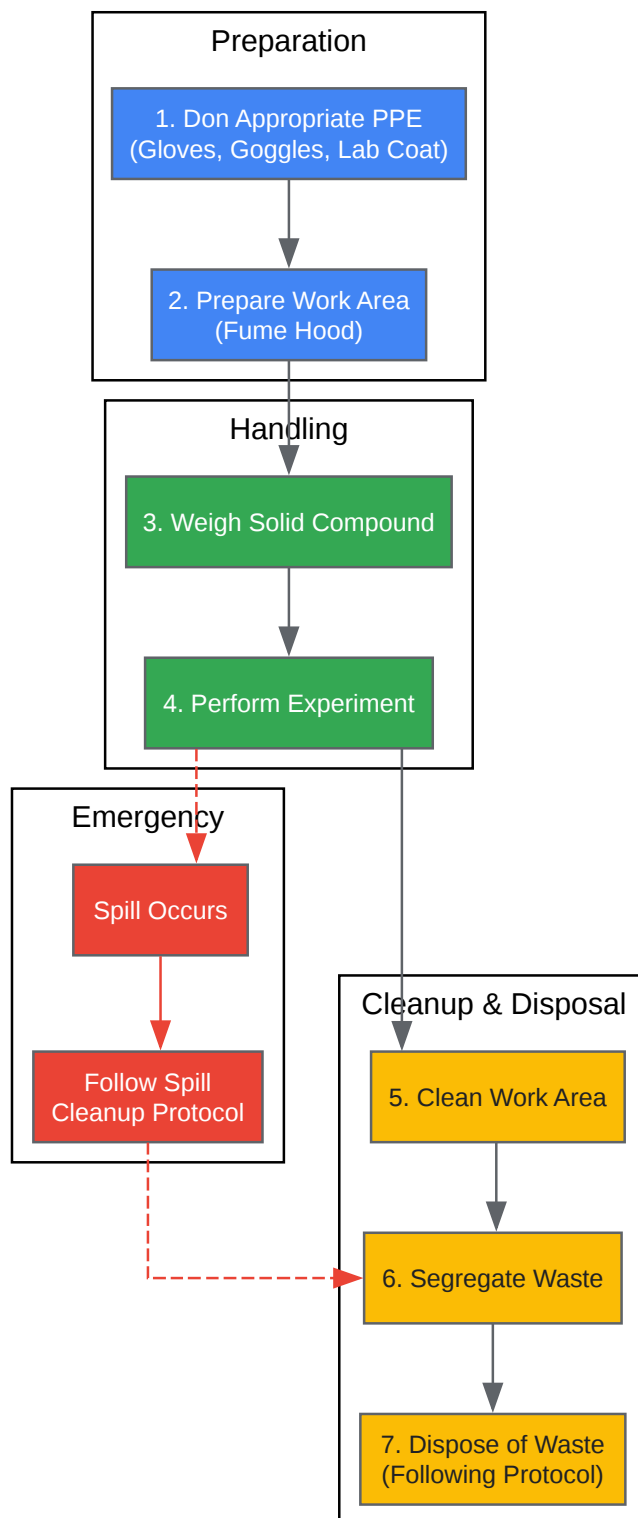 Preparation
1. Don Appropriate PPE
(Gloves, Goggles, Lab Coat)
2. Prepare Work Area
(Fume Hood)
Handling
3. Weigh Solid Compound
4. Perform Experiment
Emergency
Spill Occurs
Follow Spill
Cleanup Protocol
Cleanup & Disposal
5. Clean Work Area
6. Segregate Waste
7. Dispose of Waste
(Following Protocol)